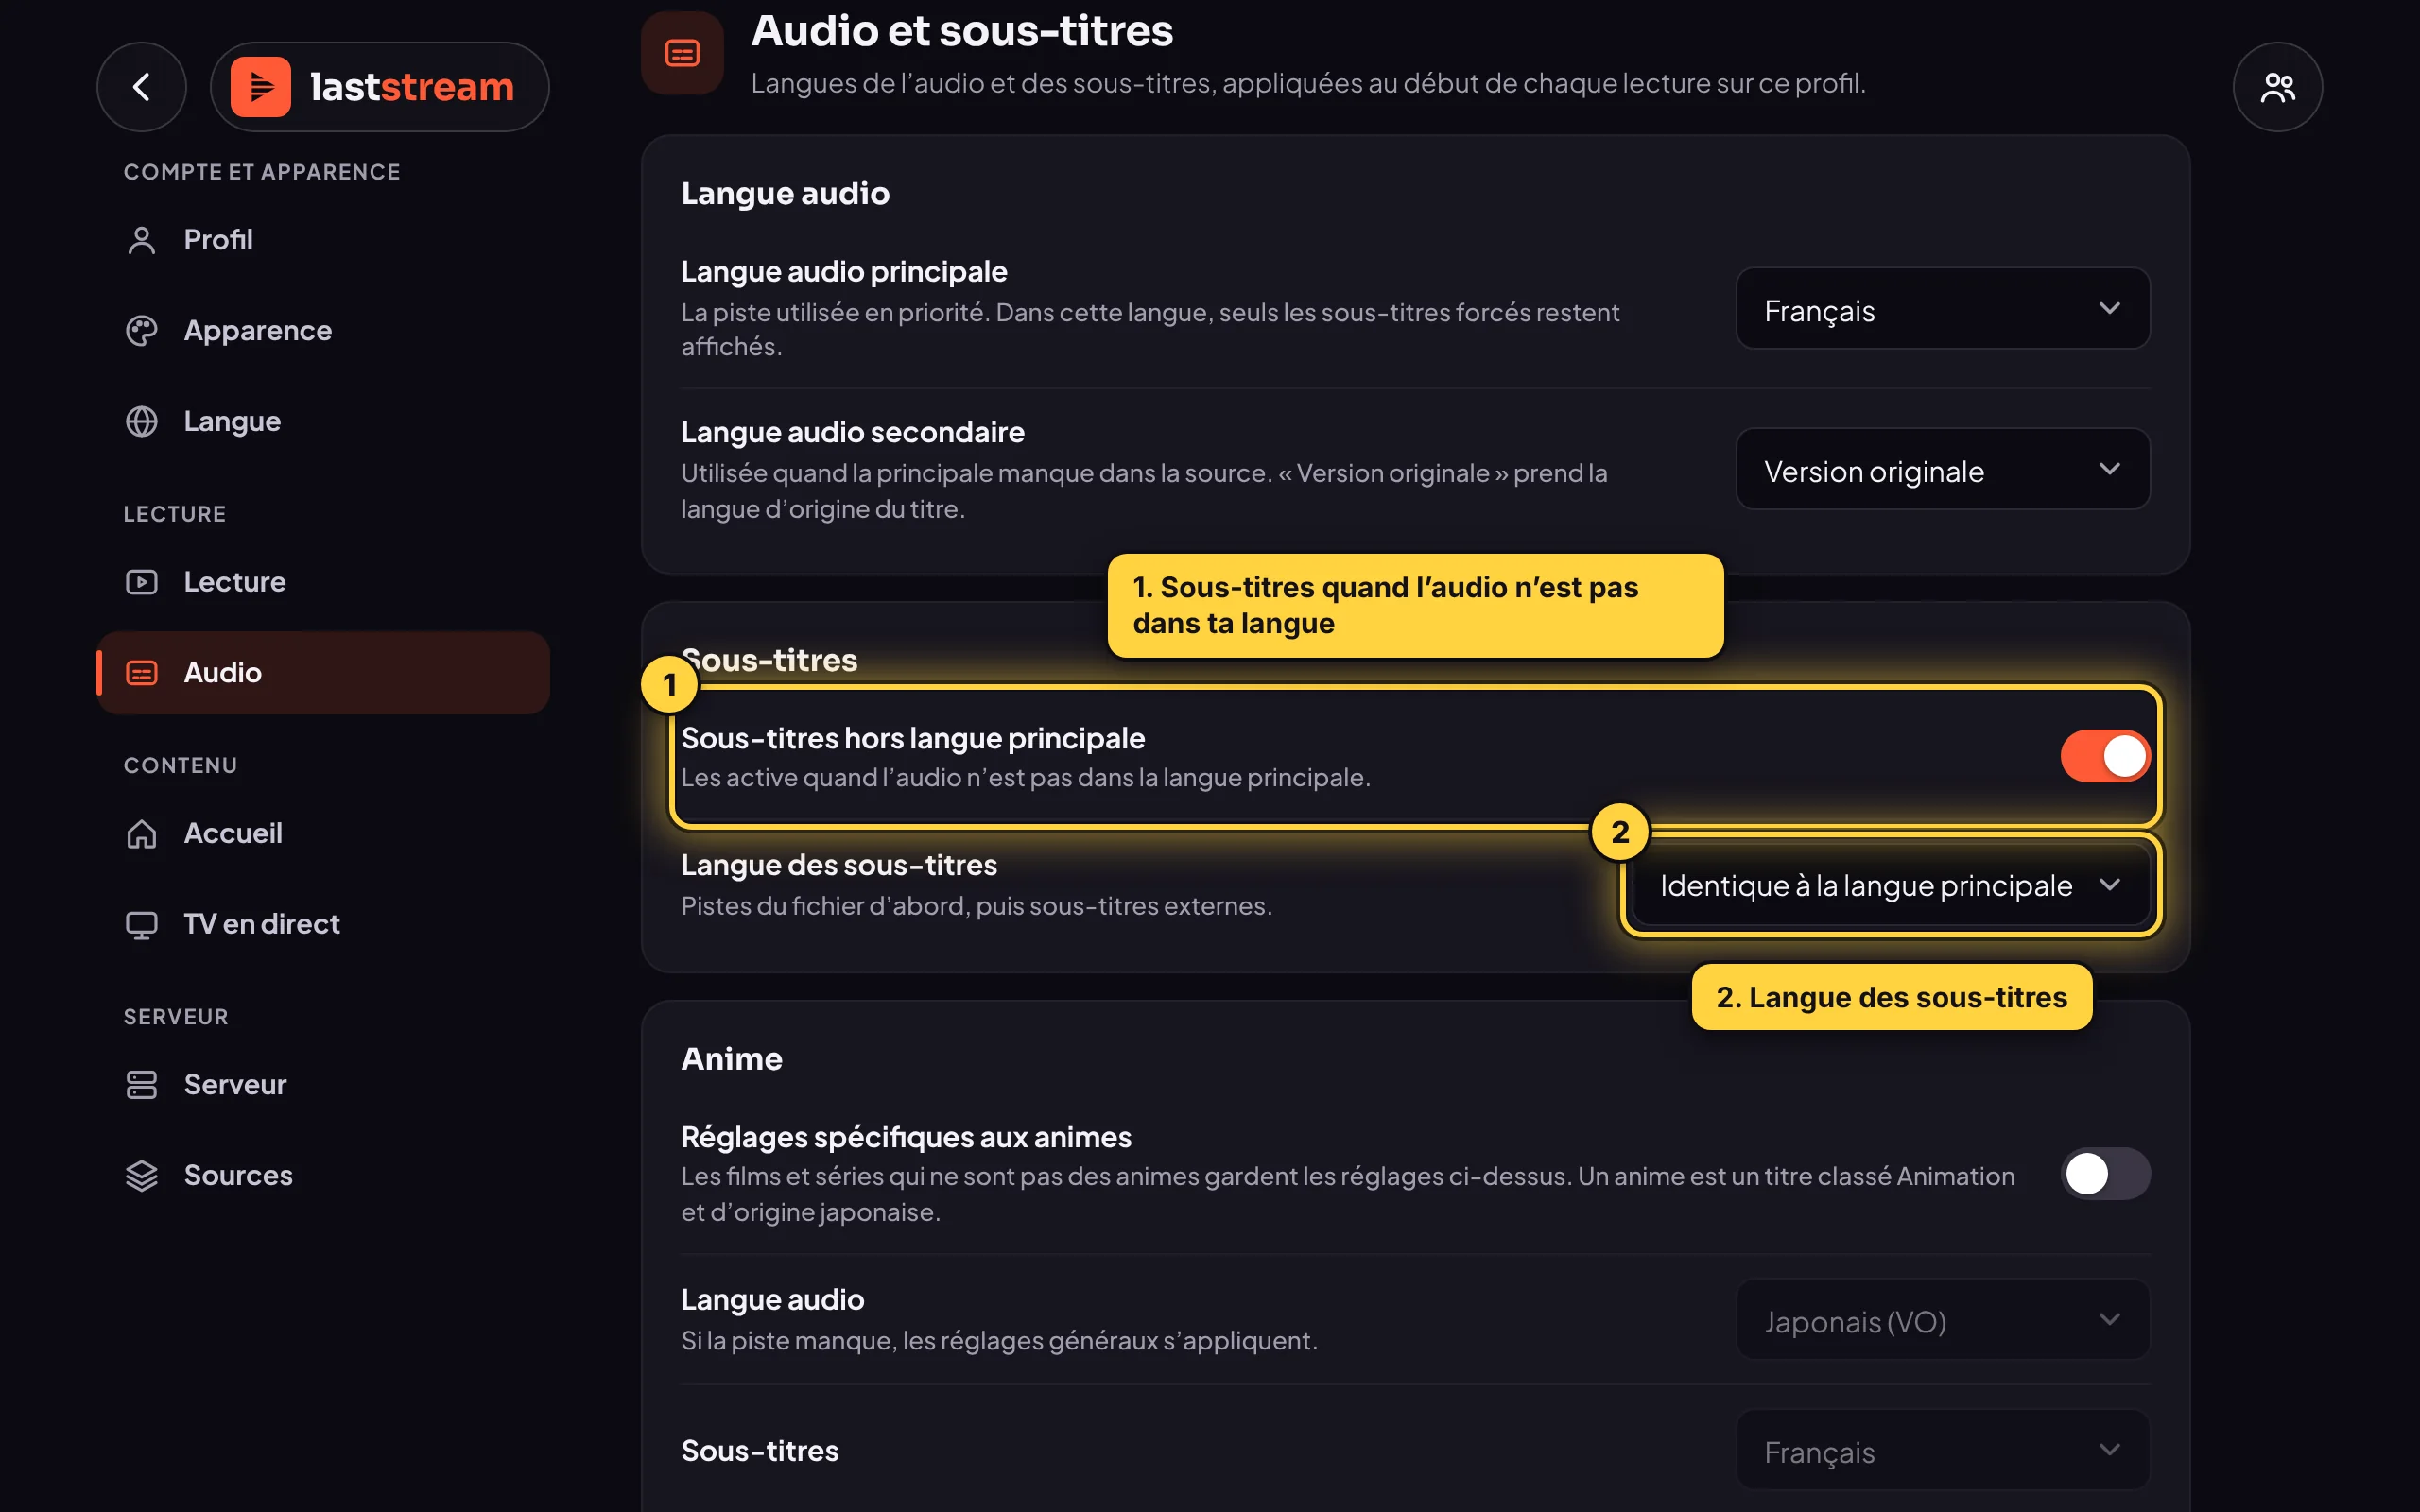 laststream
Audio et sous-titres
Langues de l’audio et des sous-titres, appliquées au début de chaque lecture sur ce profil.
COMPTE ET APPARENCE
Profil
Apparence
Langue
LECTURE
Lecture
Audio
CONTENU
Accueil
TV en direct
SERVEUR
Serveur
Sources
Langue audio
Langue audio principale
La piste utilisée en priorité. Dans cette langue, seuls les sous-titres forcés restent
affichés.
Français
Langue audio secondaire
Utilisée quand la principale manque dans la source. « Version originale » prend la
langue d’origine du titre.
Version originale
1. Sous-titres quand l’audio n’est pas
dans ta langue
Sous-titres
1
Sous-titres hors langue principale
Les active quand l’audio n’est pas dans la langue principale.
2
Langue des sous-titres
Pistes du fichier d’abord, puis sous-titres externes.
Identique à la langue principale
2. Langue des sous-titres
Anime
Réglages spécifiques aux animes
Les films et séries qui ne sont pas des animes gardent les réglages ci-dessus. Un anime est un titre classé Animation
et d’origine japonaise.
Langue audio
Si la piste manque, les réglages généraux s’appliquent.
Japonais (VO)
Sous-titres
Français